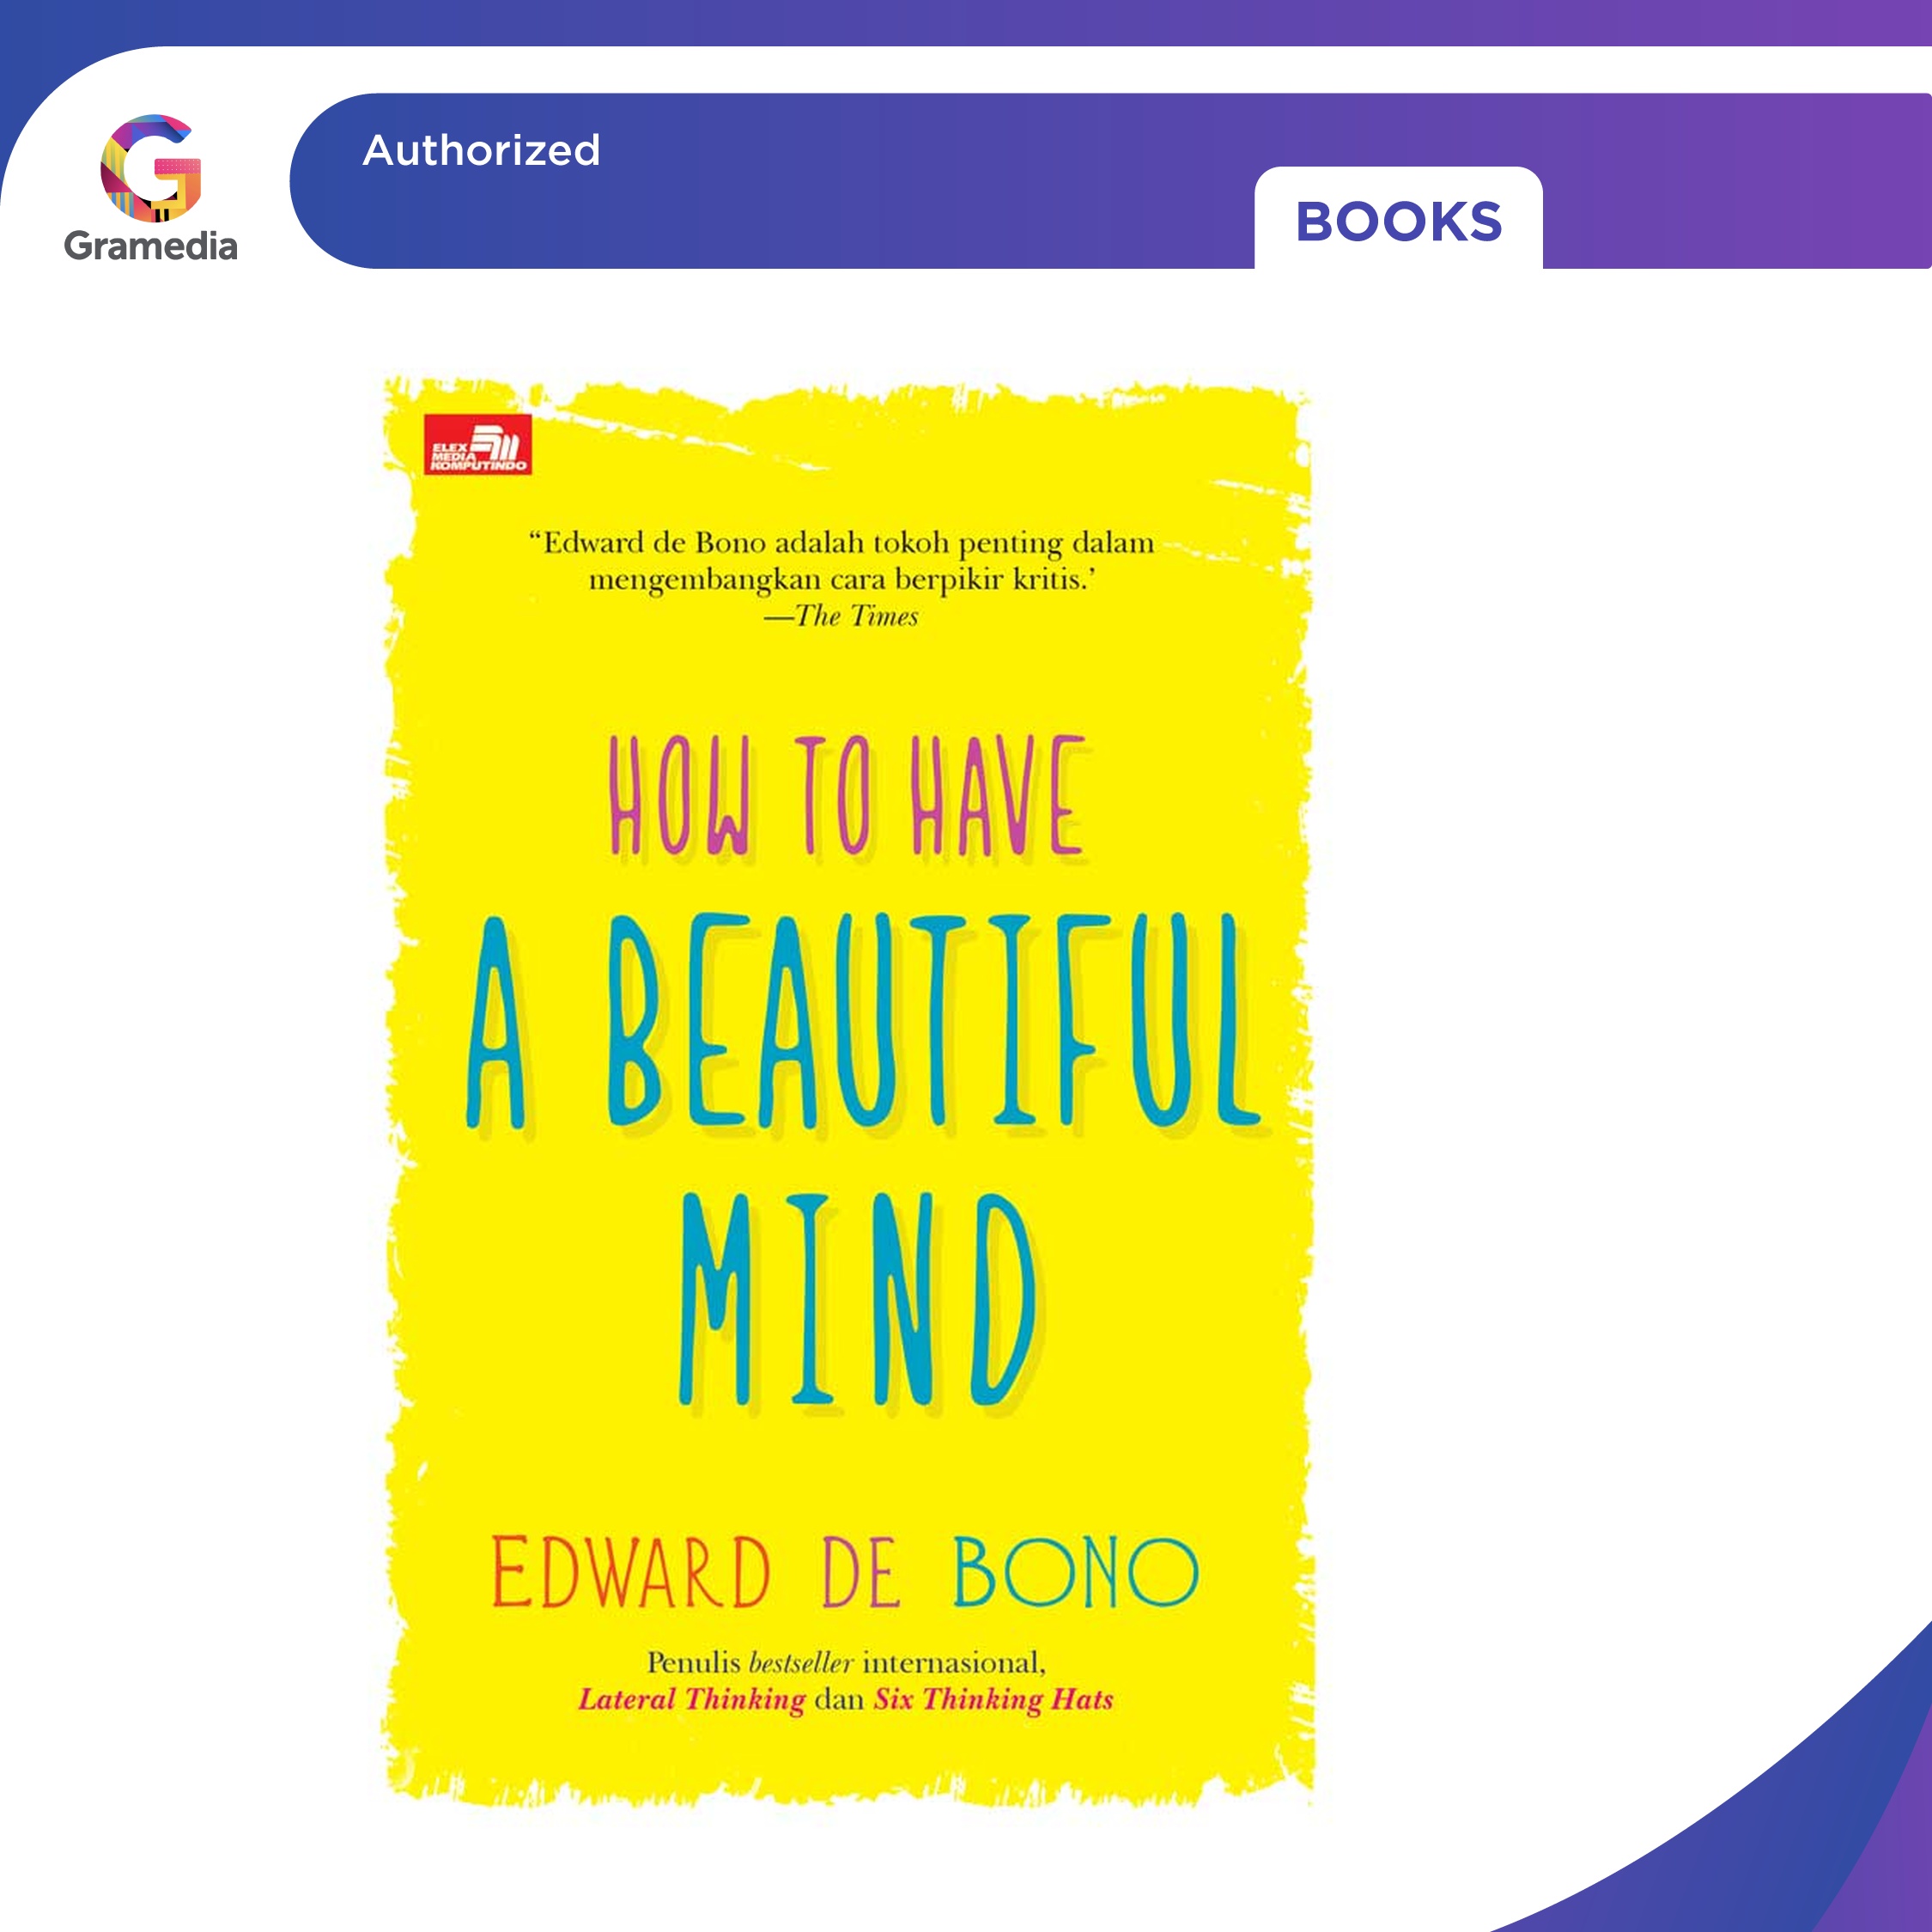 Gramedia
Authorized
BOOKS
ELEX
MEDIA
KOMPUTINDO
“Edward de Bono adalah tokoh penting dalam
mengembangkan cara berpikir kritis.’
—The Times
HOW TO HAVE
A BEAUTIFUL
MIND
EDWARD DE BONO
Penulis bestseller internasional,
Lateral Thinking dan Six Thinking Hats